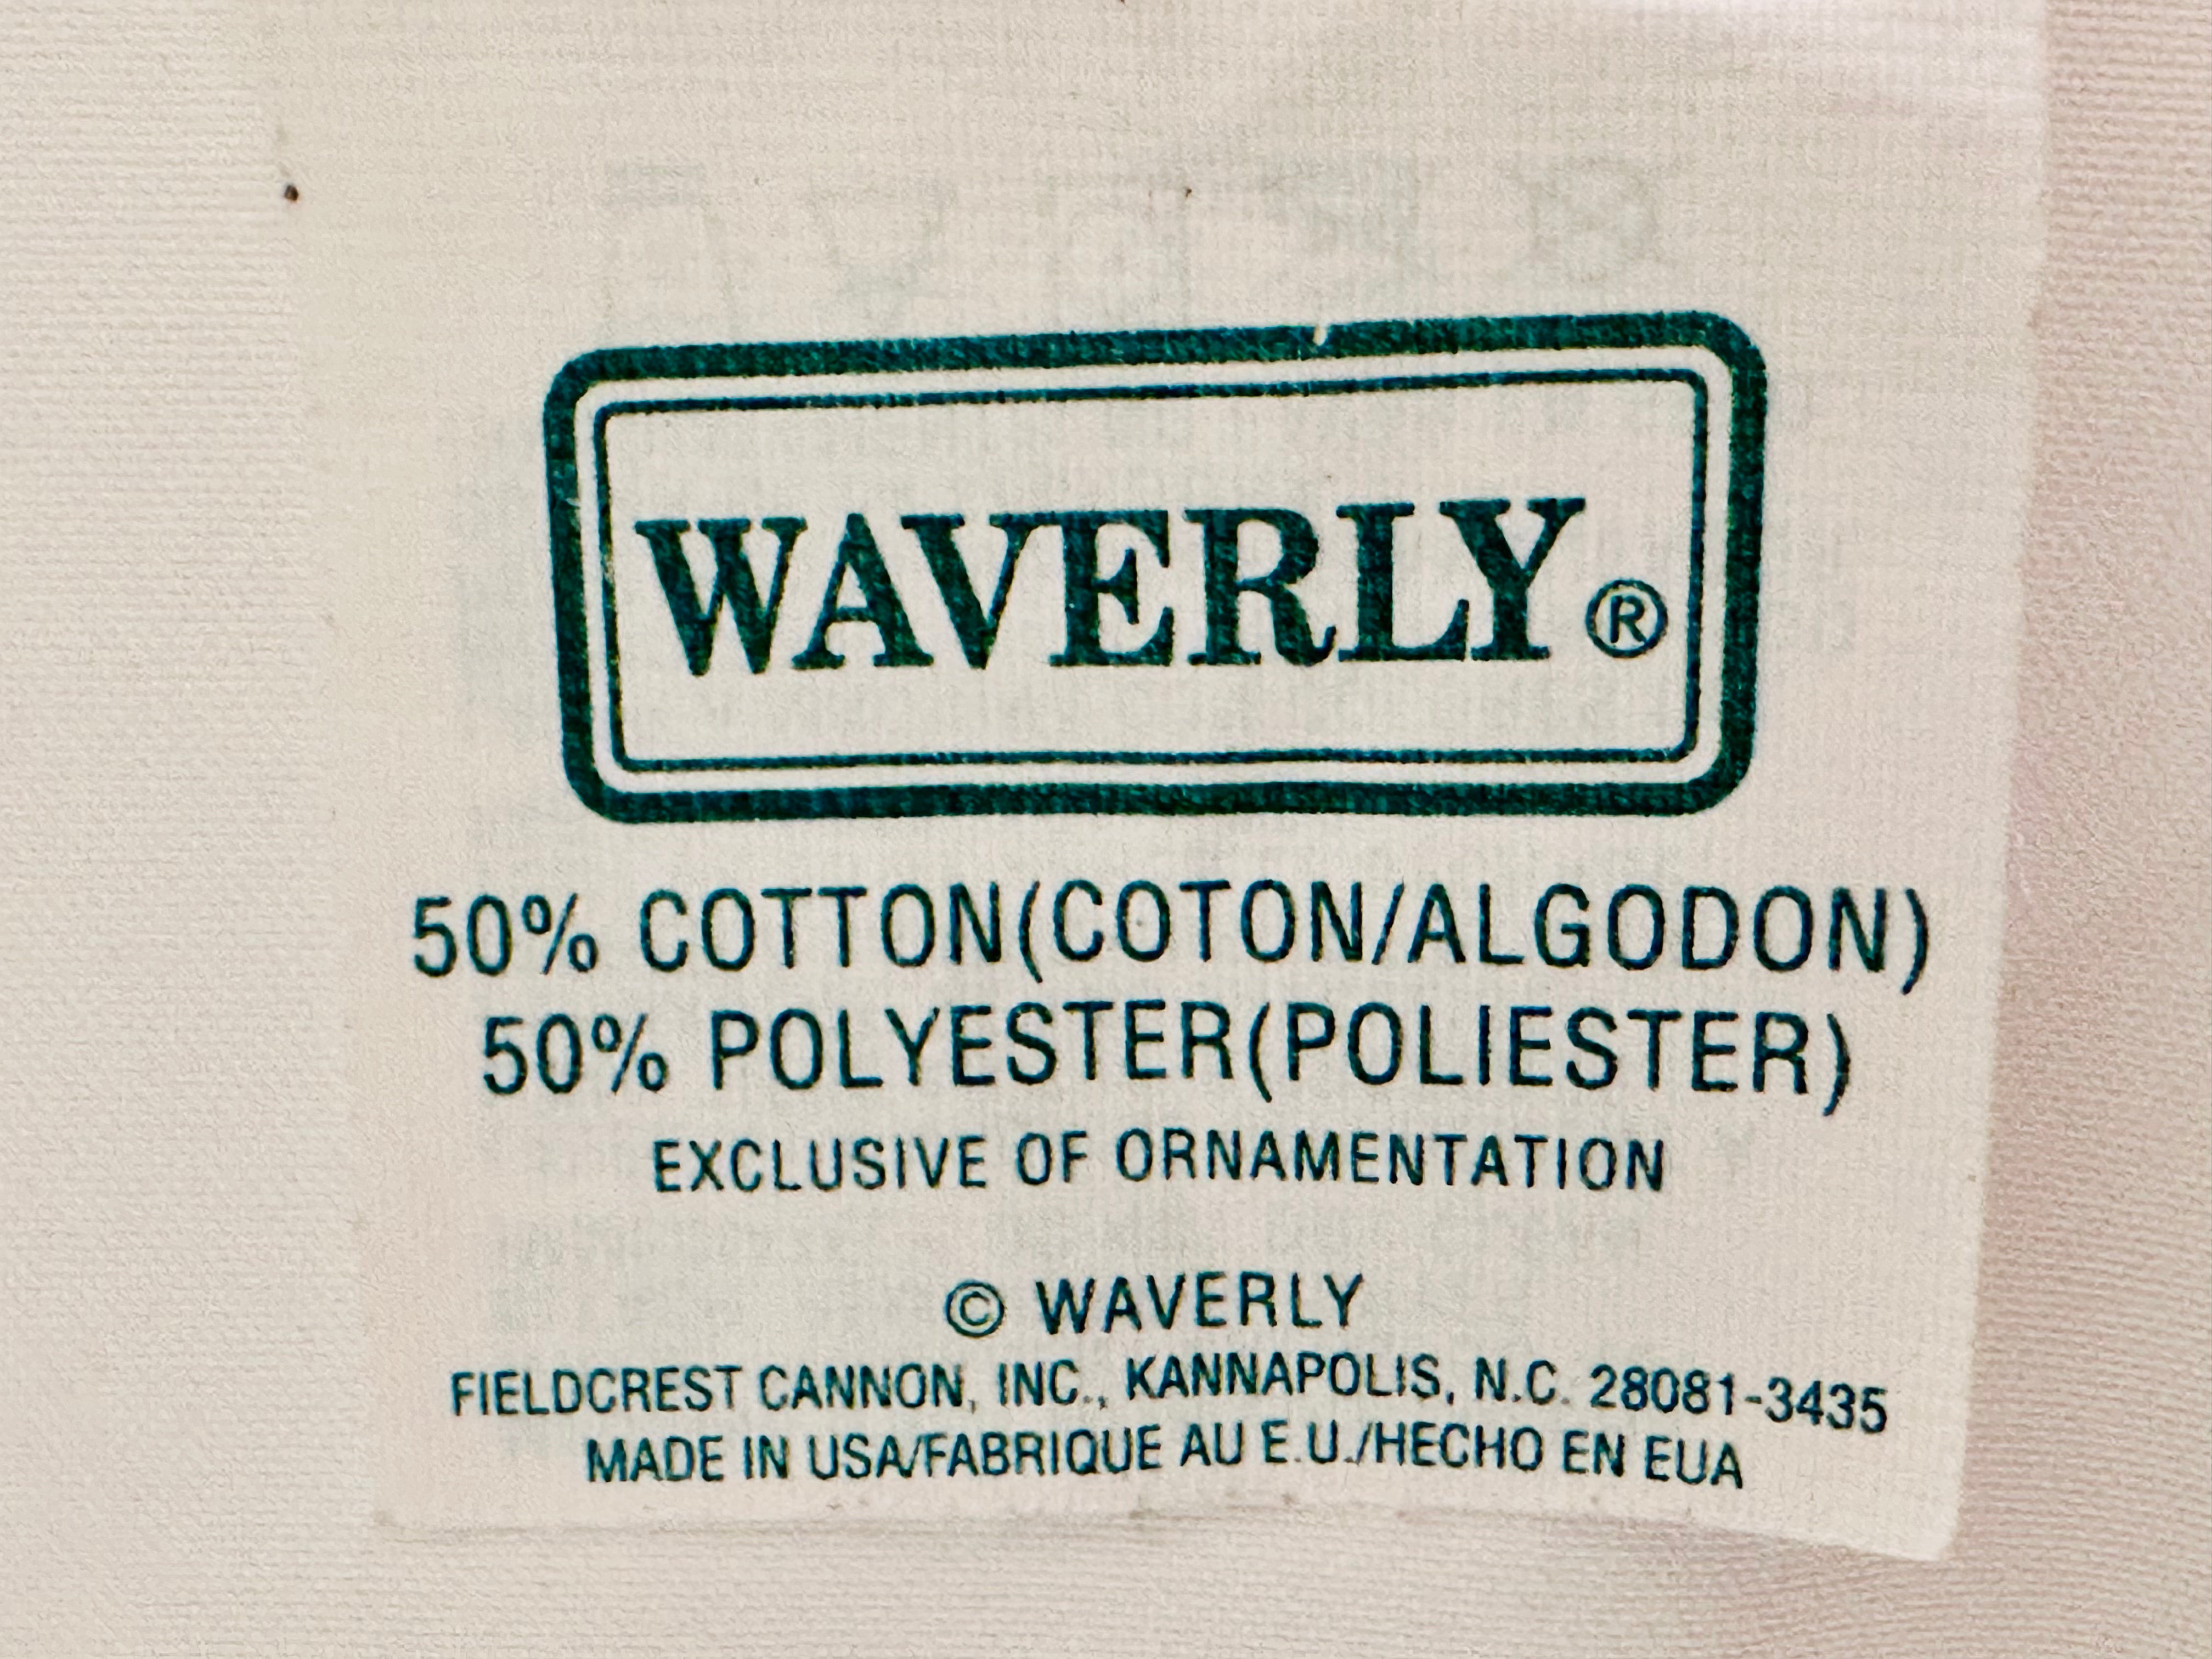 WAVERLY®
50% COTTON(COTON/ALGODON)
50% POLYESTER(POLIESTER)
EXCLUSIVE OF ORNAMENTATION
© WAVERLY
FIELDCREST CANNON, INC., KANNAPOLIS, N.C. 28081-3435
MADE IN USA/FABRIQUE AU E.U./HECHO EN EUA